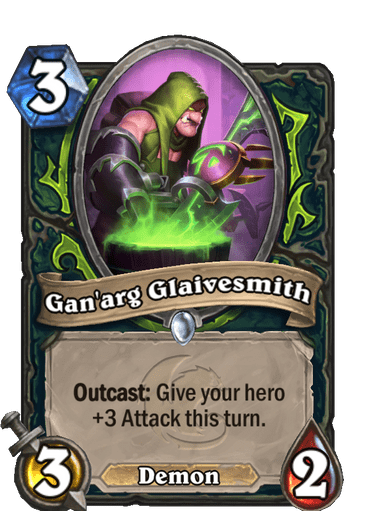 3
Gan'arg Glaivesmith
Outcast: Give your hero
+3 Attack this turn.
3
Demon
2